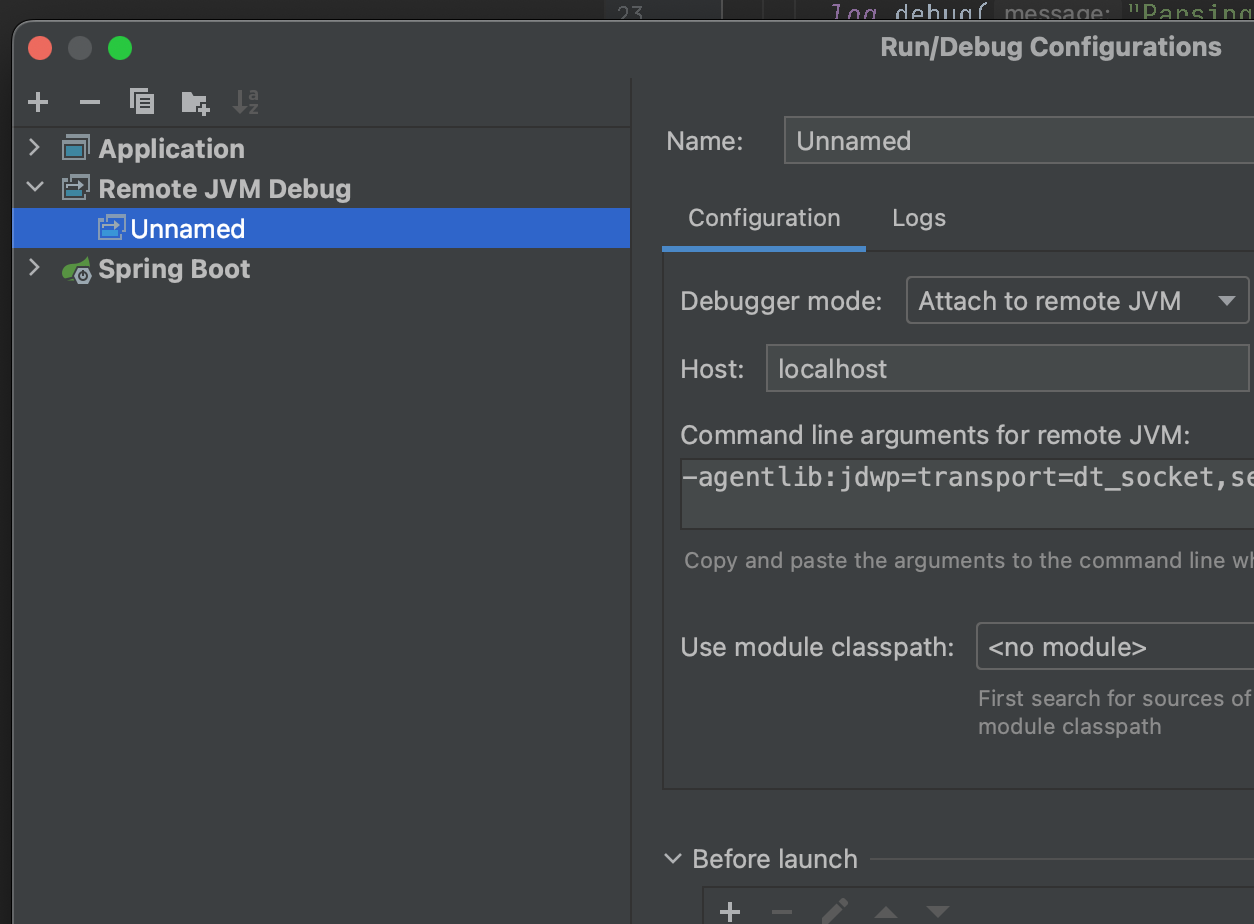 23 log.debug( message: "Parsing
Run/Debug Configurations
Application
Remote JVM Debug
Unnamed
Spring Boot
Name: Unnamed
Configuration Logs
Debugger mode: Attach to remote JVM
Host: localhost
Command line arguments for remote JVM:
-agentlib:jdwp=transport=dt_socket,se
Copy and paste the arguments to the command line wh
Use module classpath: <no module>
First search for sources of
module classpath
Before launch